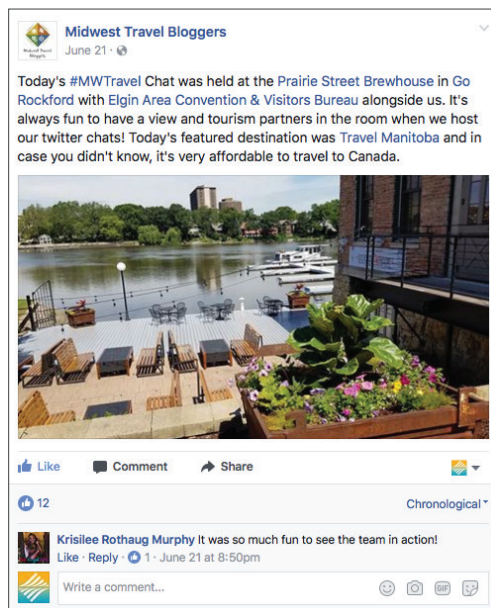 Midwest Travel Bloggers
June 21 ·
Today's #MWTravel Chat was held at the Prairie Street Brewhouse in Go
Rockford with Elgin Area Convention & Visitors Bureau alongside us. It's
always fun to have a view and tourism partners in the room when we host
our twitter chats! Today's featured destination was Travel Manitoba and in
case you didn't know, it's very affordable to travel to Canada.
Like Comment Share
12 Chronological
Krisilee Rothaug Murphy It was so much fun to see the team in action!
Like · Reply · 1 · June 21 at 8:50pm
Write a comment...
GIF